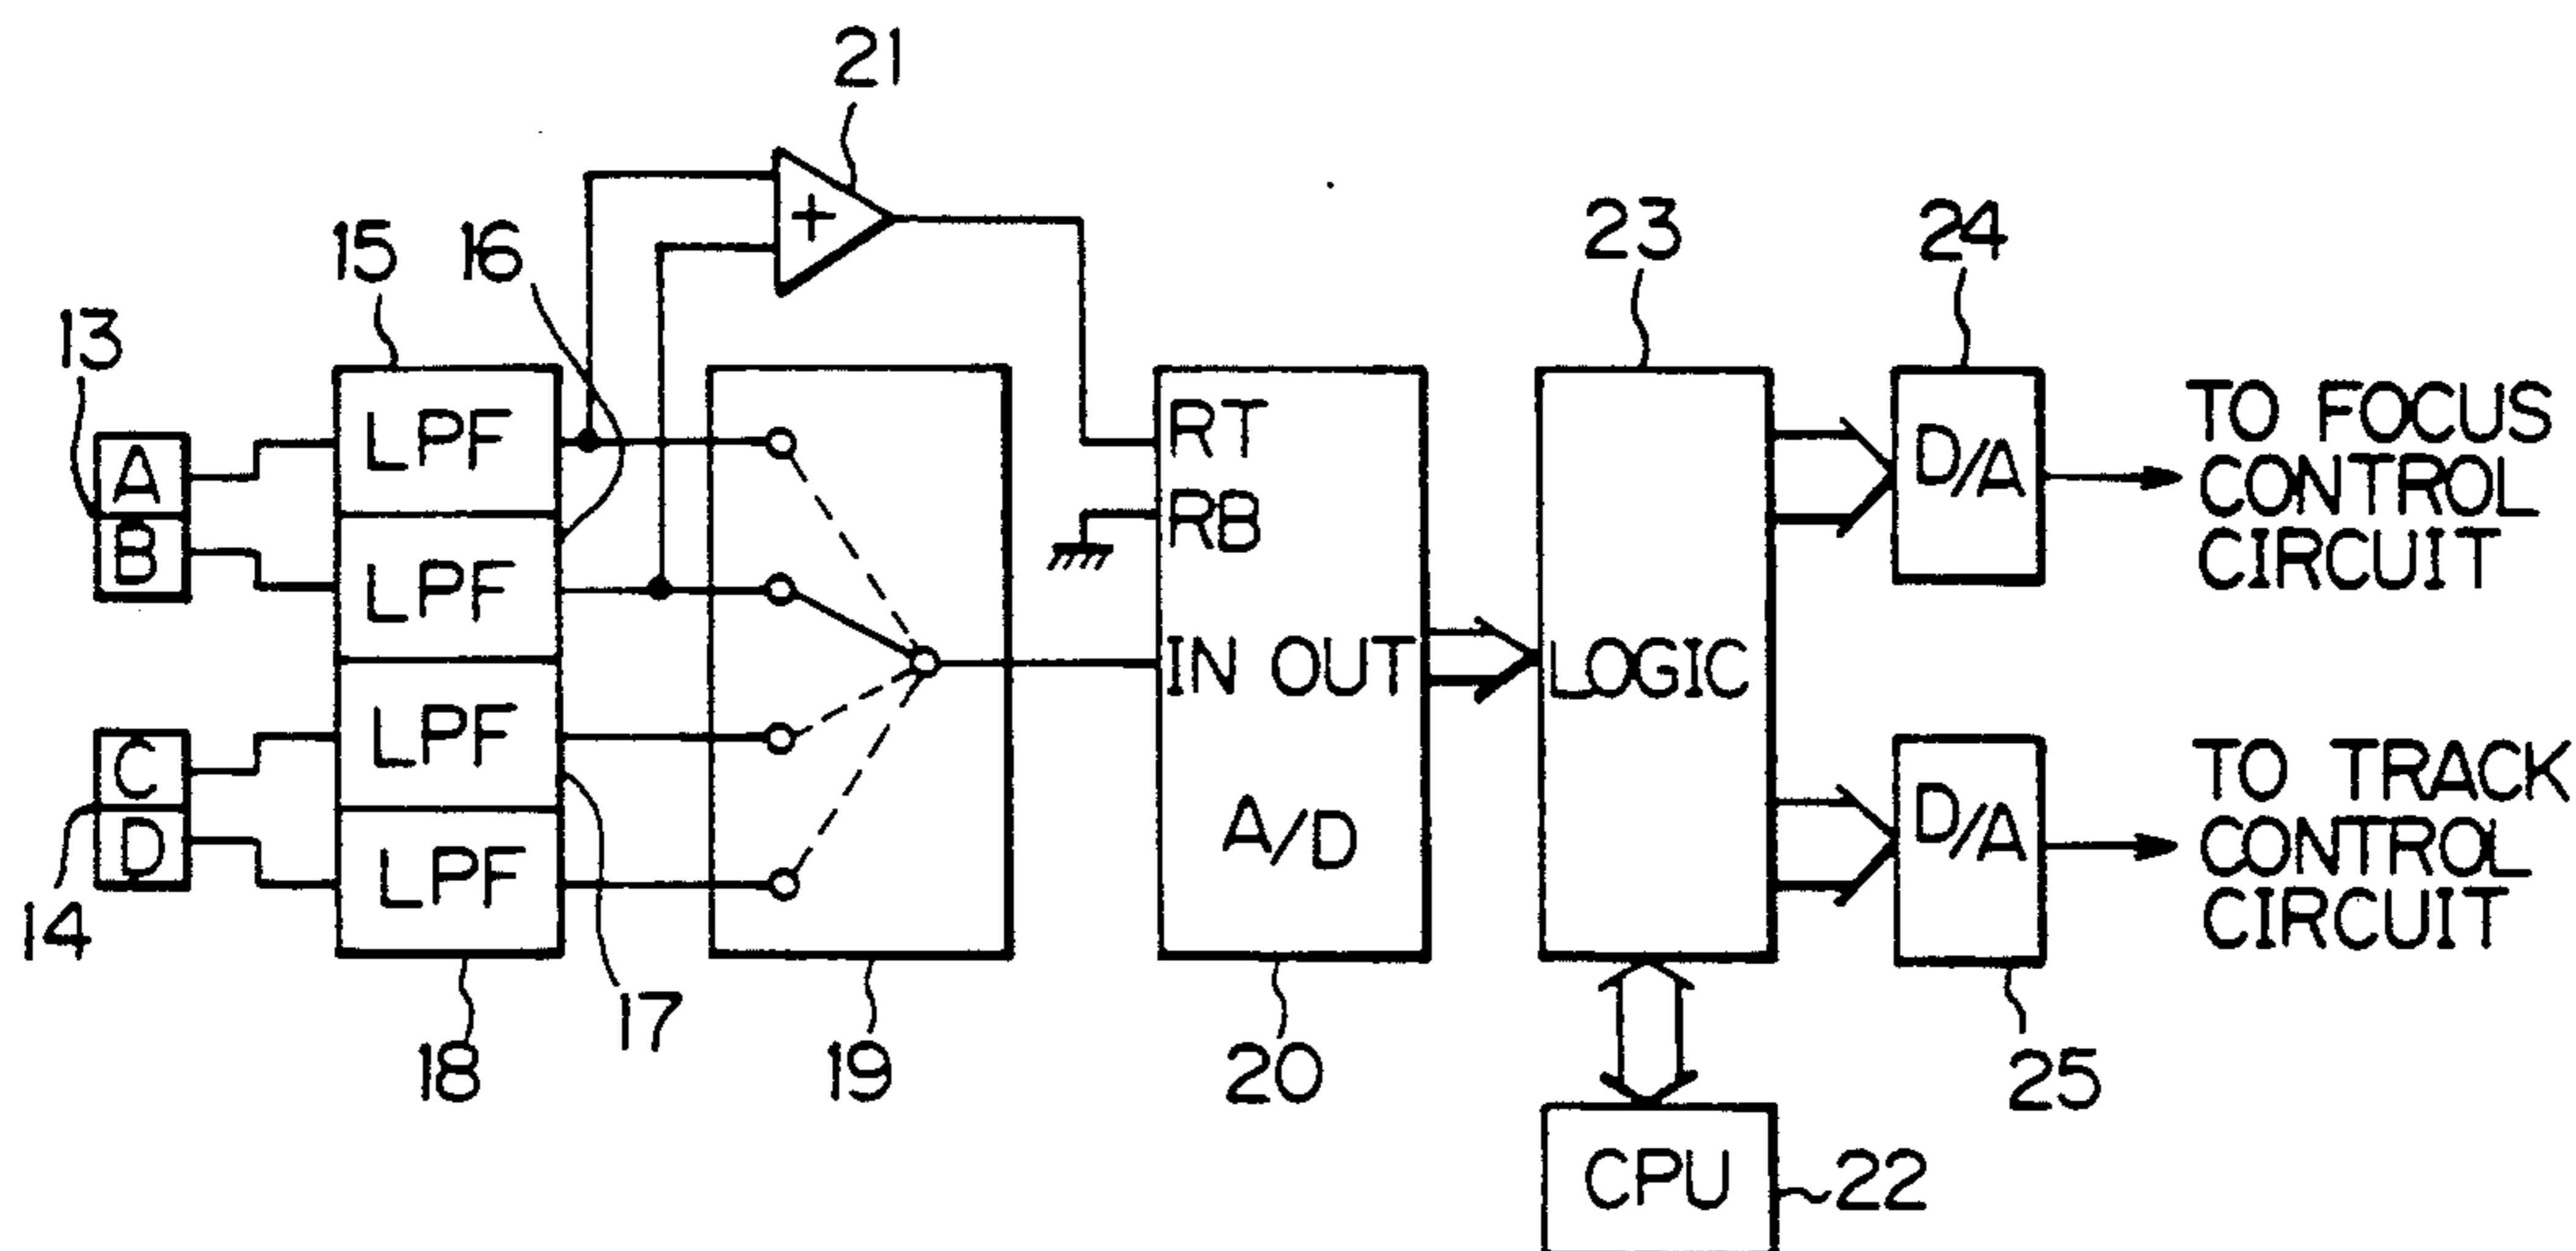 21
15
16
23
24
13
LPF
RT
TO FOCUS
CONTROL
CIRCUIT
A
D/A
+
B
RB
LPF
IN OUT
LOGIC
LPF
C
TO TRACK
CONTROL
CIRCUIT
D
A/D
D/A
LPF
14
17
18
19
20
25
CPU
22